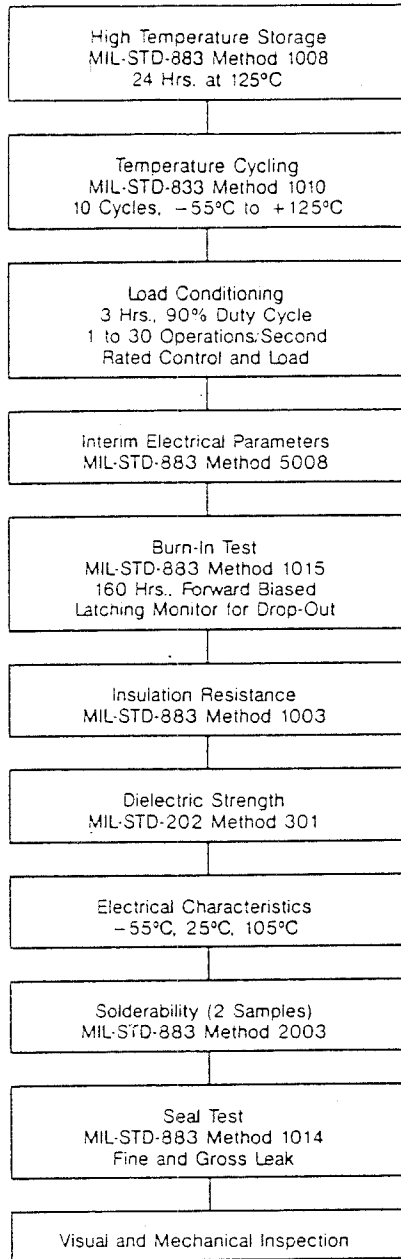 High Temperature Storage
MIL-STD-883 Method 1008
24 Hrs. at 125°C
Temperature Cycling
MIL-STD-833 Method 1010
10 Cycles, −55°C to +125°C
Load Conditioning
3 Hrs., 90% Duty Cycle
1 to 30 Operations/Second
Rated Control and Load
Interim Electrical Parameters
MIL-STD-883 Method 5008
Burn-In Test
MIL-STD-883 Method 1015
160 Hrs., Forward Biased
Latching Monitor for Drop-Out
Insulation Resistance
MIL-STD-883 Method 1003
Dielectric Strength
MIL-STD-202 Method 301
Electrical Characteristics
−55°C, 25°C, 105°C
Solderability (2 Samples)
MIL-STD-883 Method 2003
Seal Test
MIL-STD-883 Method 1014
Fine and Gross Leak
Visual and Mechanical Inspection